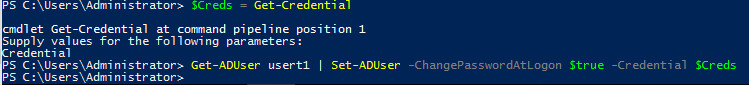 PS C:\Users\Administrator> $Creds = Get-Credential
cmdlet Get-Credential at command pipeline position 1
Supply values for the following parameters:
Credential
PS C:\Users\Administrator> Get-ADUser usert1 | Set-ADUser -ChangePasswordAtLogon $true -Credential $Creds
PS C:\Users\Administrator>